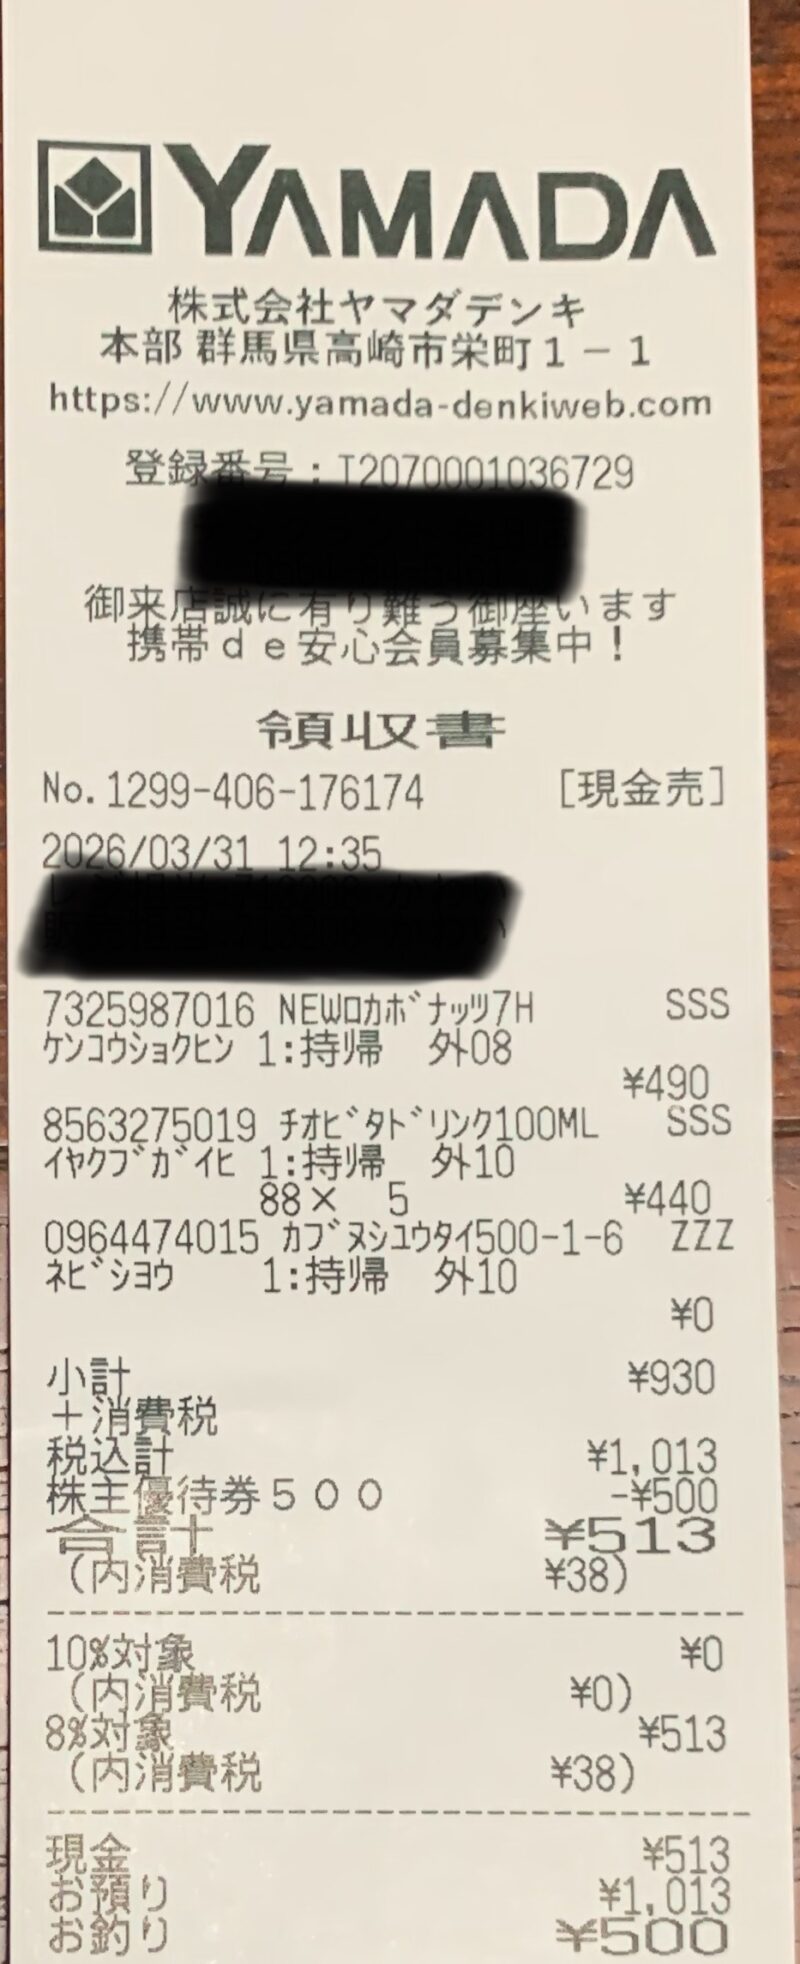 YAMADA
株式会社ヤマダデンキ
本部 群馬県高崎市栄町1-1
https://www.yamada-denkiweb.com
登録番号:T2070001036729
御来店誠に有り難う御座います
携帯de安心会員募集中!
領収書
No.1299-406-176174 [現金売]
2026/03/31 12:35
7325987016 NEWロカボナッツ7H SSS
ケンコウショクヒン 1:持帰 外08
¥490
8563275019 チオビタドリンク100ML SSS
イヤクブガイヒ 1:持帰 外10
88× 5 ¥440
0964474015 カブヌシユウタイ500-1-6 ZZZ
ネビシヨウ 1:持帰 外10
¥0
小計 ¥930
+消費税
税込計 ¥1,013
株主優待券500 -¥500
合計 ¥513
(内消費税 ¥38)
10%対象 ¥0
(内消費税 ¥0)
8%対象 ¥513
(内消費税 ¥38)
現金 ¥513
お預り ¥1,013
お釣り ¥500